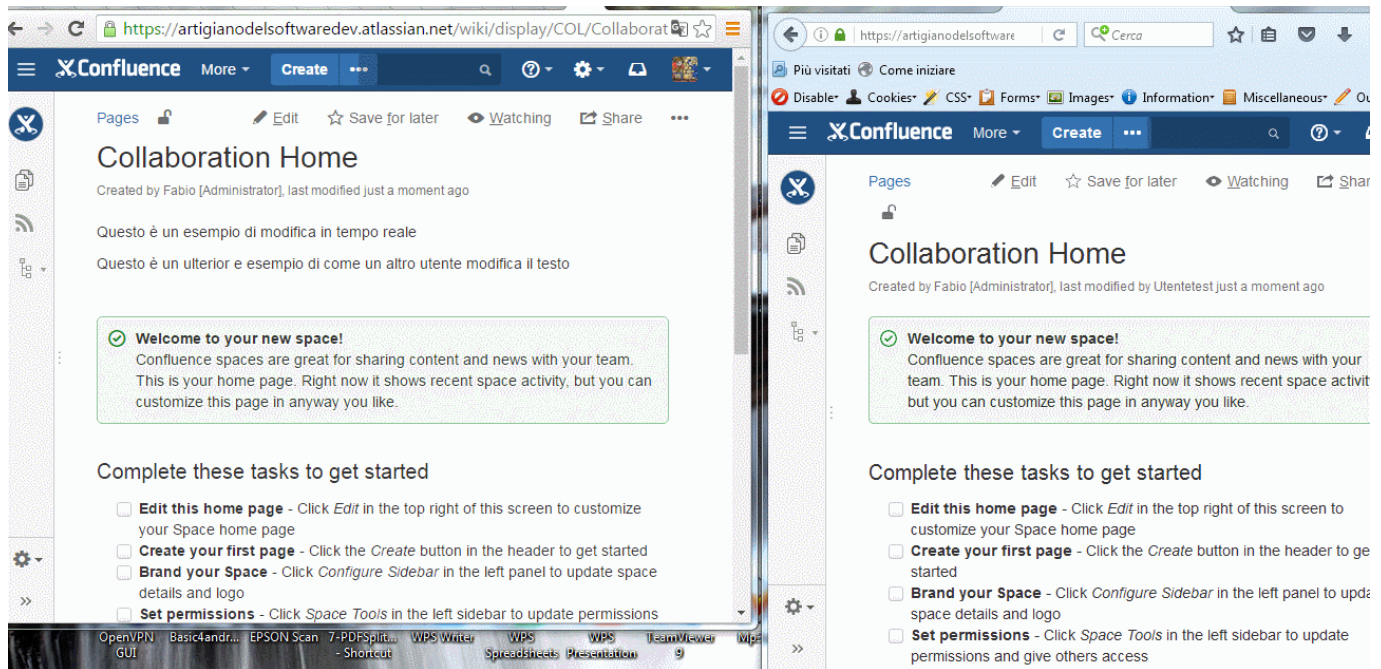 https://artigianodelsoftwaredev.atlassian.net/wiki/display/COL/Collaborat
Confluence More Create
Pages Edit Save for later Watching Share
Collaboration Home
Created by Fabio [Administrator], last modified just a moment ago
Questo è un esempio di modifica in tempo reale
Questo è un ulterior e esempio di come un altro utente modifica il testo
Welcome to your new space!
Confluence spaces are great for sharing content and news with your team.
This is your home page. Right now it shows recent space activity, but you can
customize this page in anyway you like.
Complete these tasks to get started
Edit this home page - Click Edit in the top right of this screen to customize
your Space home page
Create your first page - Click the Create button in the header to get started
Brand your Space - Click Configure Sidebar in the left panel to update space
details and logo
Set permissions - Click Space Tools in the left sidebar to update permissions
OpenVPN GUI
Basic4andr...
EPSON Scan
7-PDFSplit... - Shortcut
WPS Writer
WPS Spreadsheets
WPS Presentation
TeamViewer 9
https://artigianodelsoftware
Cerca
Più visitati Come iniziare
Disable Cookies CSS Forms Images Information Miscellaneous Ou
Confluence More Create
Pages Edit Save for later Watching Shar
Collaboration Home
Created by Fabio [Administrator], last modified by Utentetest just a moment ago
Welcome to your new space!
Confluence spaces are great for sharing content and news with your
team. This is your home page. Right now it shows recent space activit
but you can customize this page in anyway you like.
Complete these tasks to get started
Edit this home page - Click Edit in the top right of this screen to
customize your Space home page
Create your first page - Click the Create button in the header to ge
started
Brand your Space - Click Configure Sidebar in the left panel to upda
space details and logo
Set permissions - Click Space Tools in the left sidebar to update
permissions and give others access